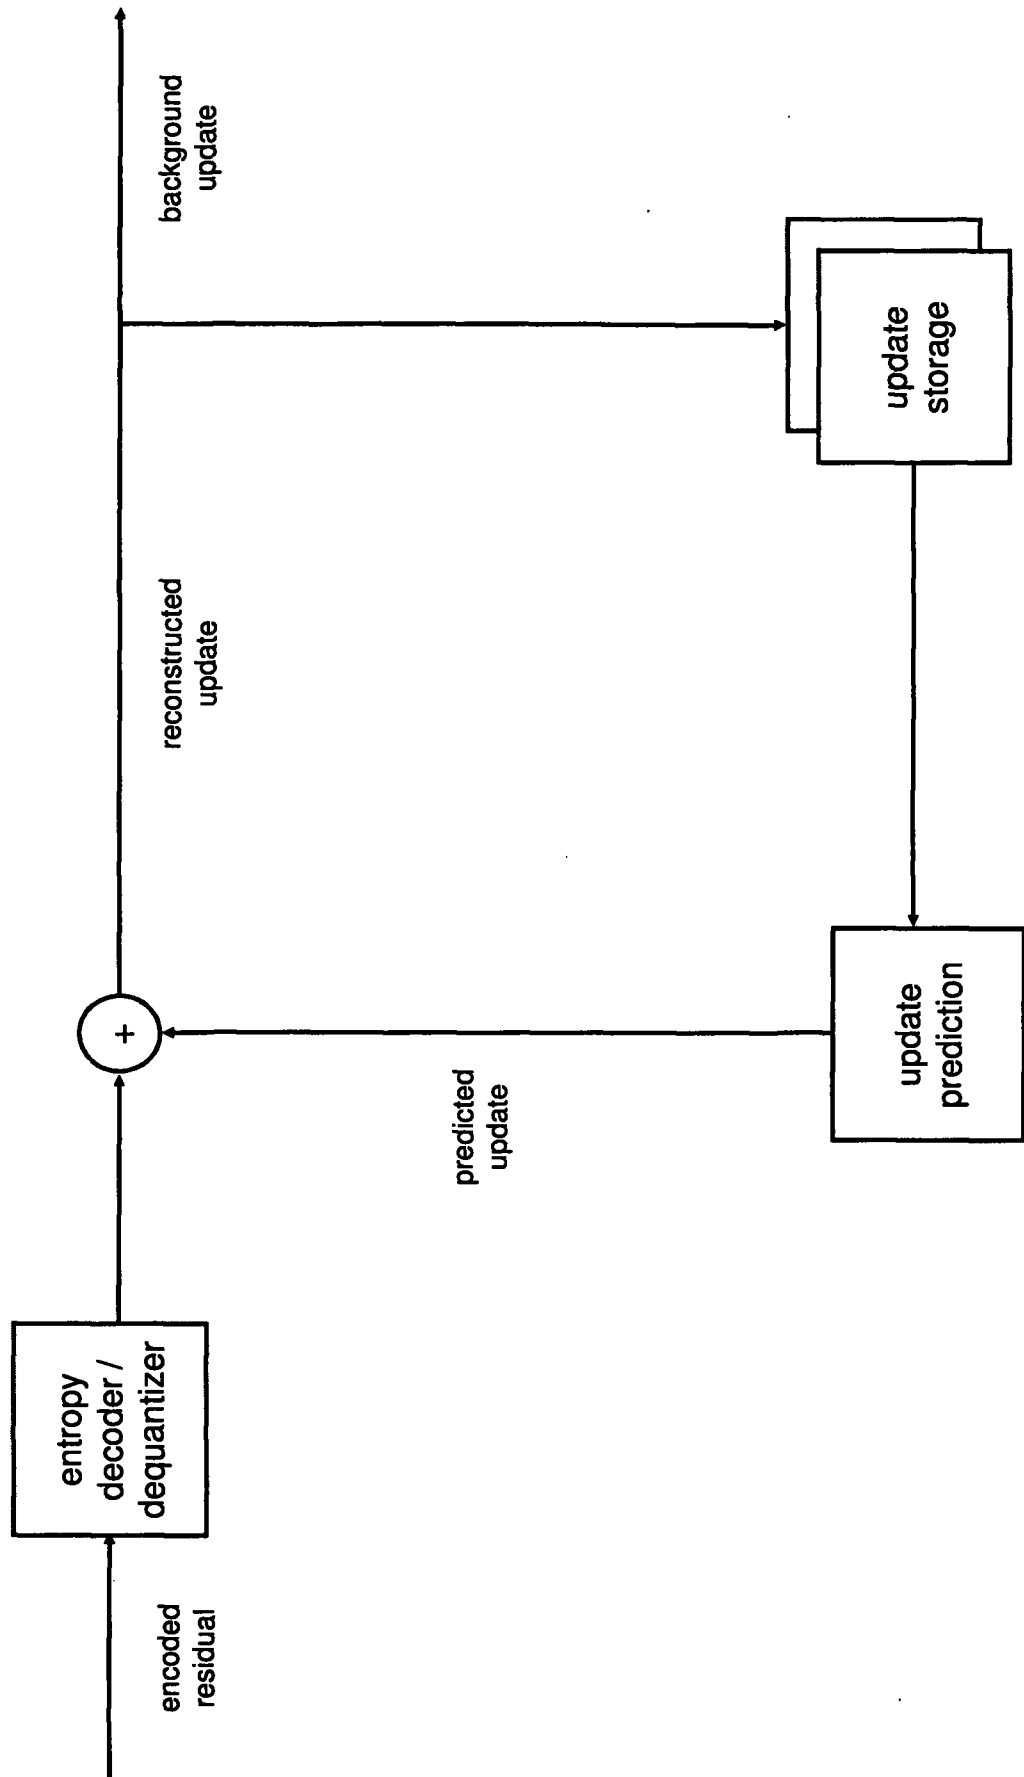 encoded
residual
entropy
decoder /
dequantizer
+
predicted
update
reconstructed
update
background
update
update
prediction
update
storage